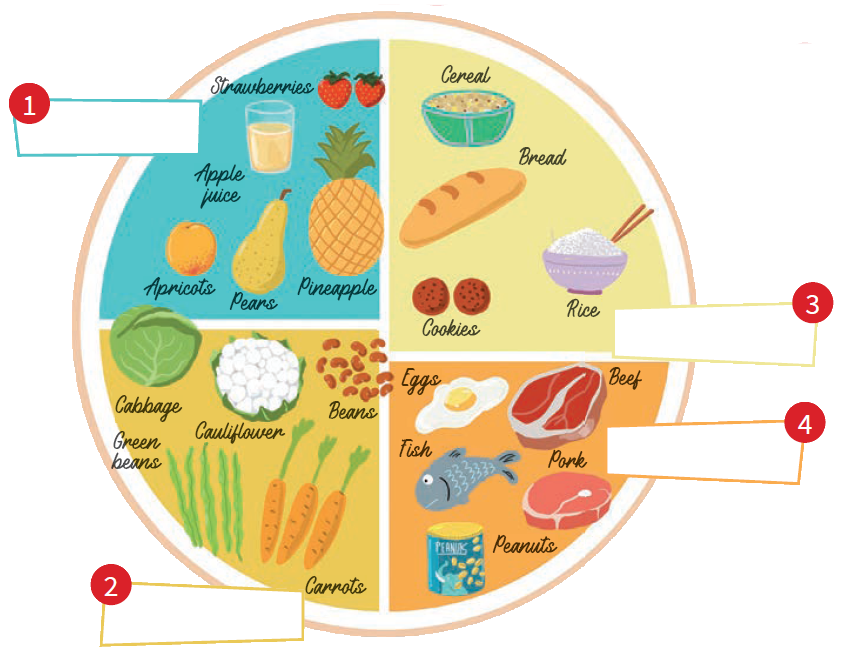 1
Strawberries
Apple
juice
Apricots
Pears
Pineapple
Cereal
Bread
Rice
Cookies
3
Cabbage
Cauliflower
Beans
Green
beans
Carrots
2
Eggs
Beef
4
Fish
Pork
PEANUTS
Peanuts